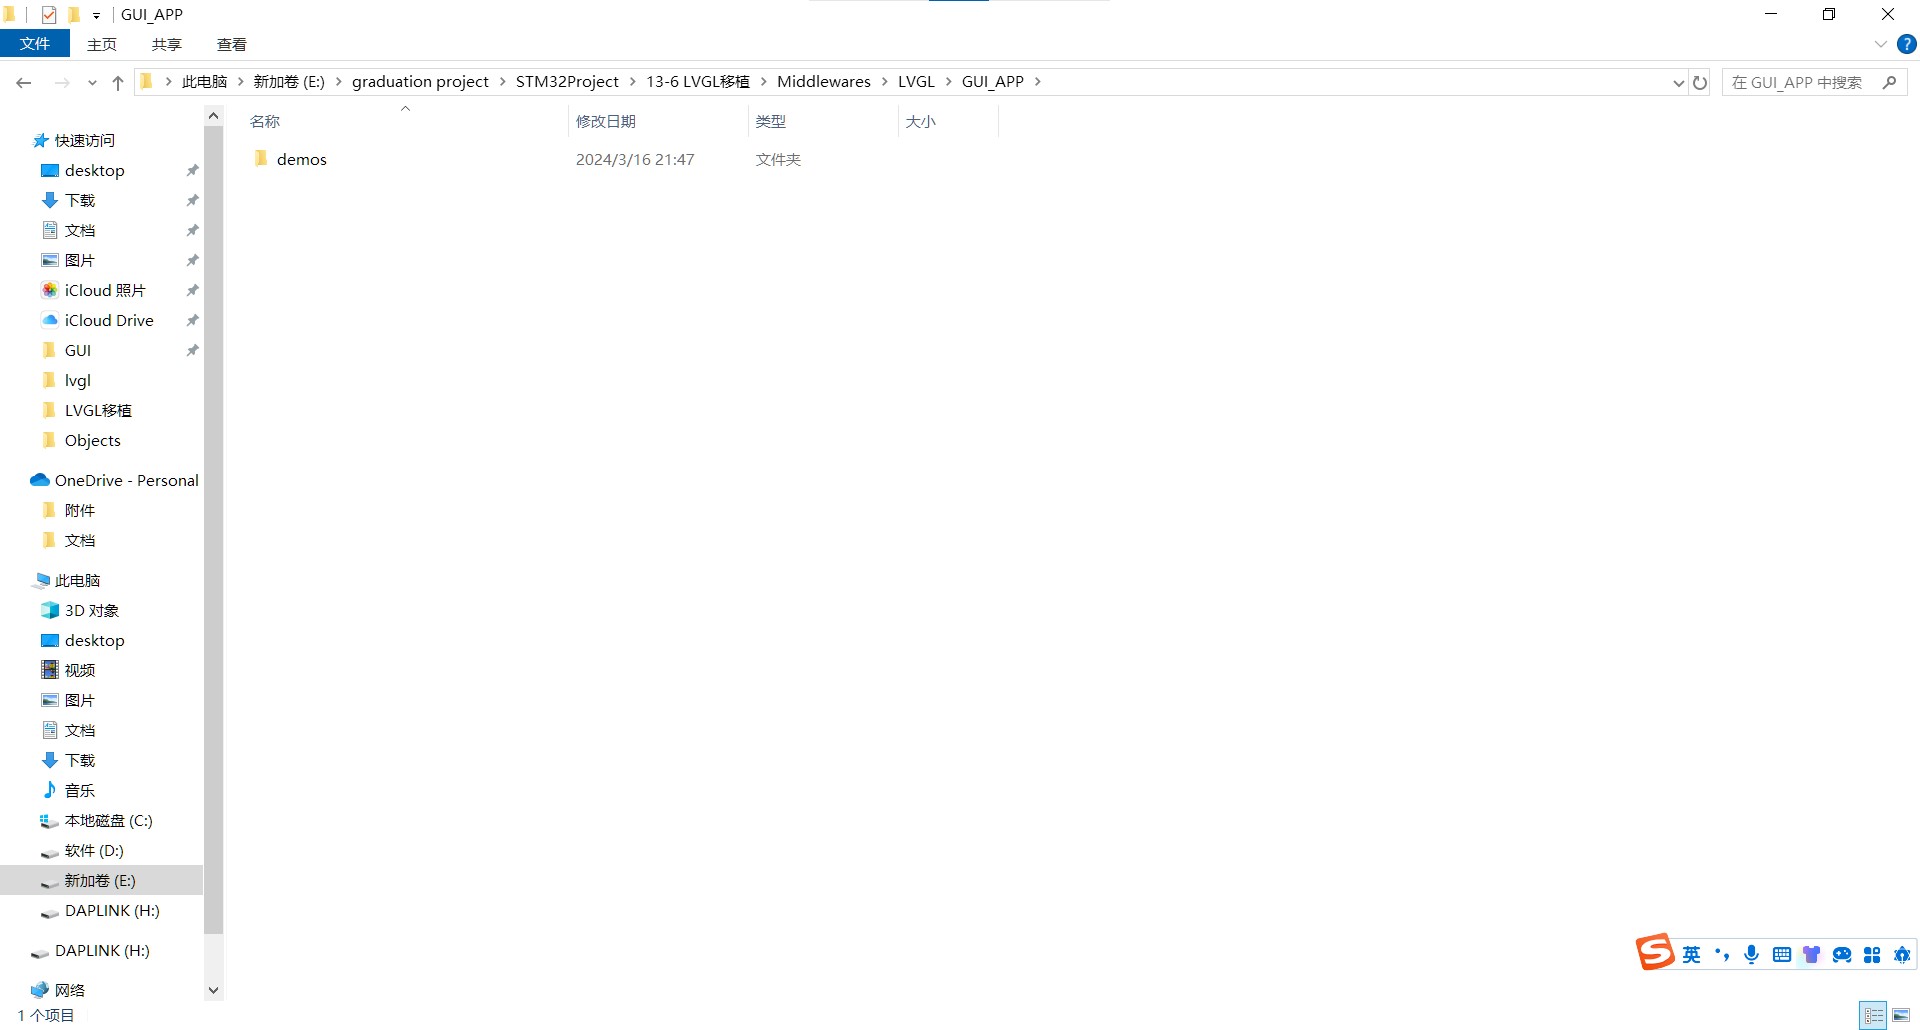 GUI_APP
文件 主页 共享 查看
此电脑 新加卷 (E:) graduation project STM32Project 13-6 LVGL移植 Middlewares LVGL GUI_APP 在 GUI_APP 中搜索
名称 修改日期 类型 大小
demos 2024/3/16 21:47 文件夹
快速访问
desktop
下载
文档
图片
iCloud 照片
iCloud Drive
GUI
lvgl
LVGL移植
Objects
OneDrive - Personal
附件
文档
此电脑
3D 对象
desktop
视频
图片
文档
下载
音乐
本地磁盘 (C:)
软件 (D:)
新加卷 (E:)
DAPLINK (H:)
DAPLINK (H:)
网络
英
1 个项目